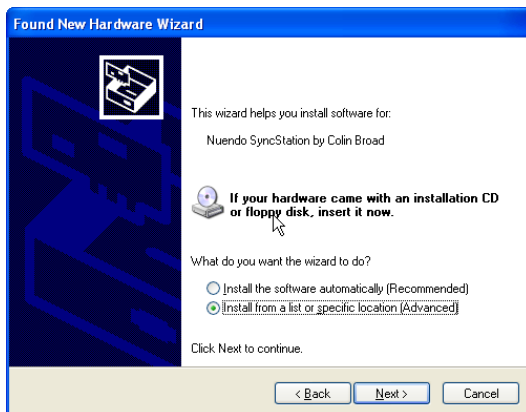 Found New Hardware Wizard
This wizard helps you install software for:
Nuendo SyncStation by Colin Broad
If your hardware came with an installation CD
or floppy disk, insert it now.
What do you want the wizard to do?
Install the software automatically (Recommended)
Install from a list or specific location (Advanced)
Click Next to continue.
< Back Next > Cancel